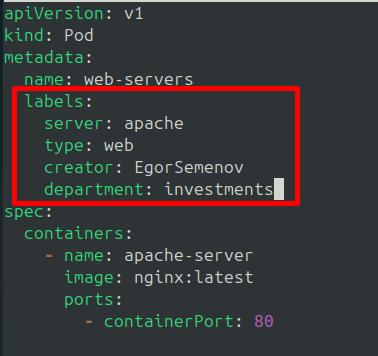 apiVersion: v1
kind: Pod
metadata:
  name: web-servers
  labels:
    server: apache
    type: web
    creator: EgorSemenov
    department: investments
spec:
  containers:
    - name: apache-server
      image: nginx:latest
      ports:
        - containerPort: 80